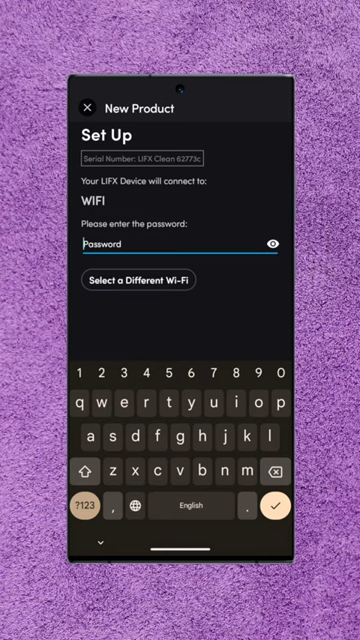 New Product
Set Up
Serial Number: LIFX Clean 62773c
Your LIFX Device will connect to:
WIFI
Please enter the password:
Password
Select a Different Wi-Fi
1 2 3 4 5 6 7 8 9 0
q w e r t y u i o p
a s d f g h j k l
z x c v b n m
?123 , English .